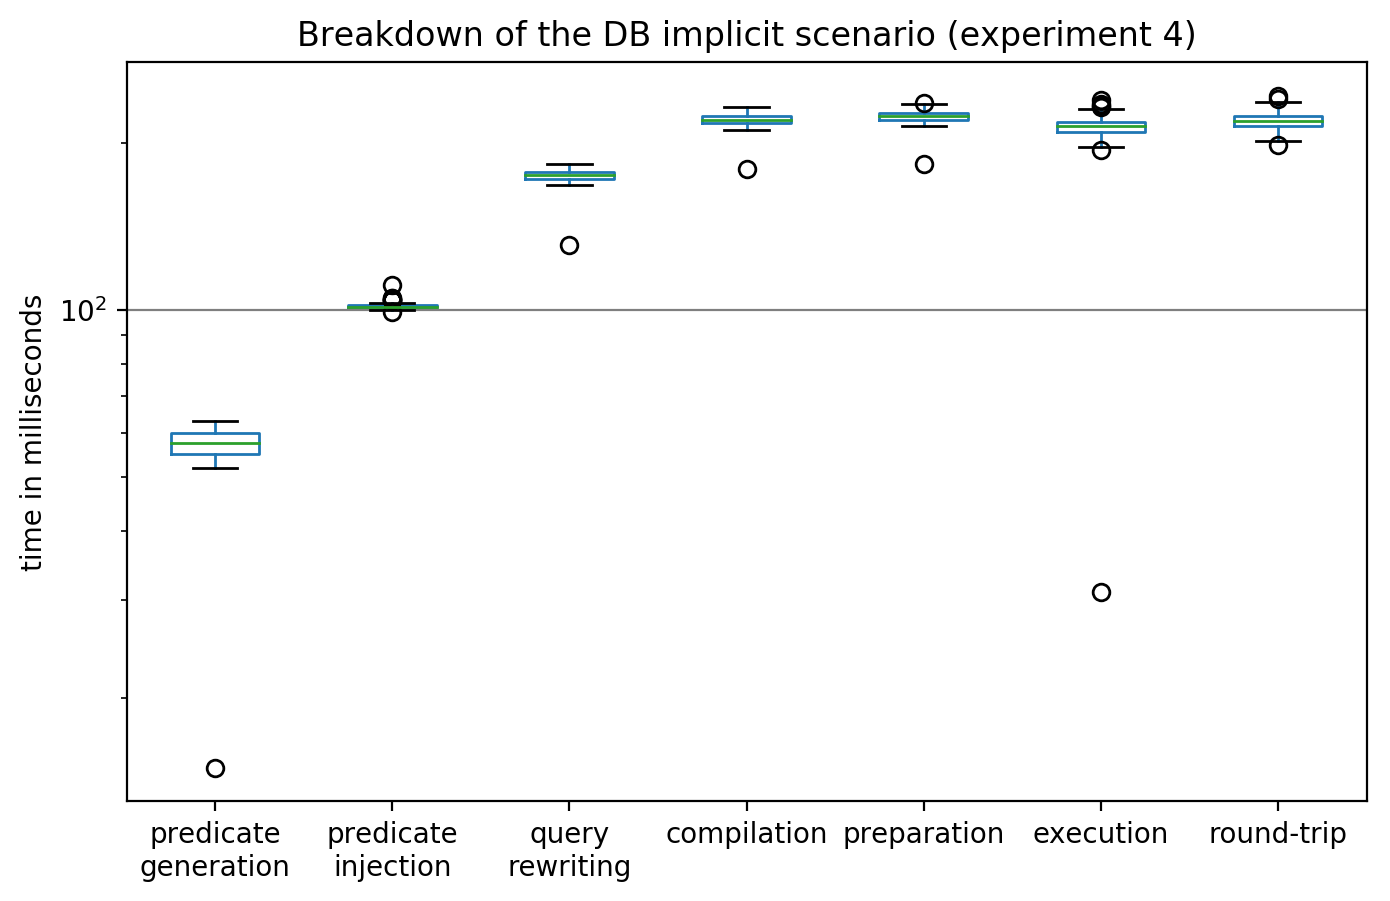 Breakdown of the DB implicit scenario (experiment 4)
time in milliseconds
10²
predicate generation
predicate injection
query rewriting
compilation
preparation
execution
round-trip